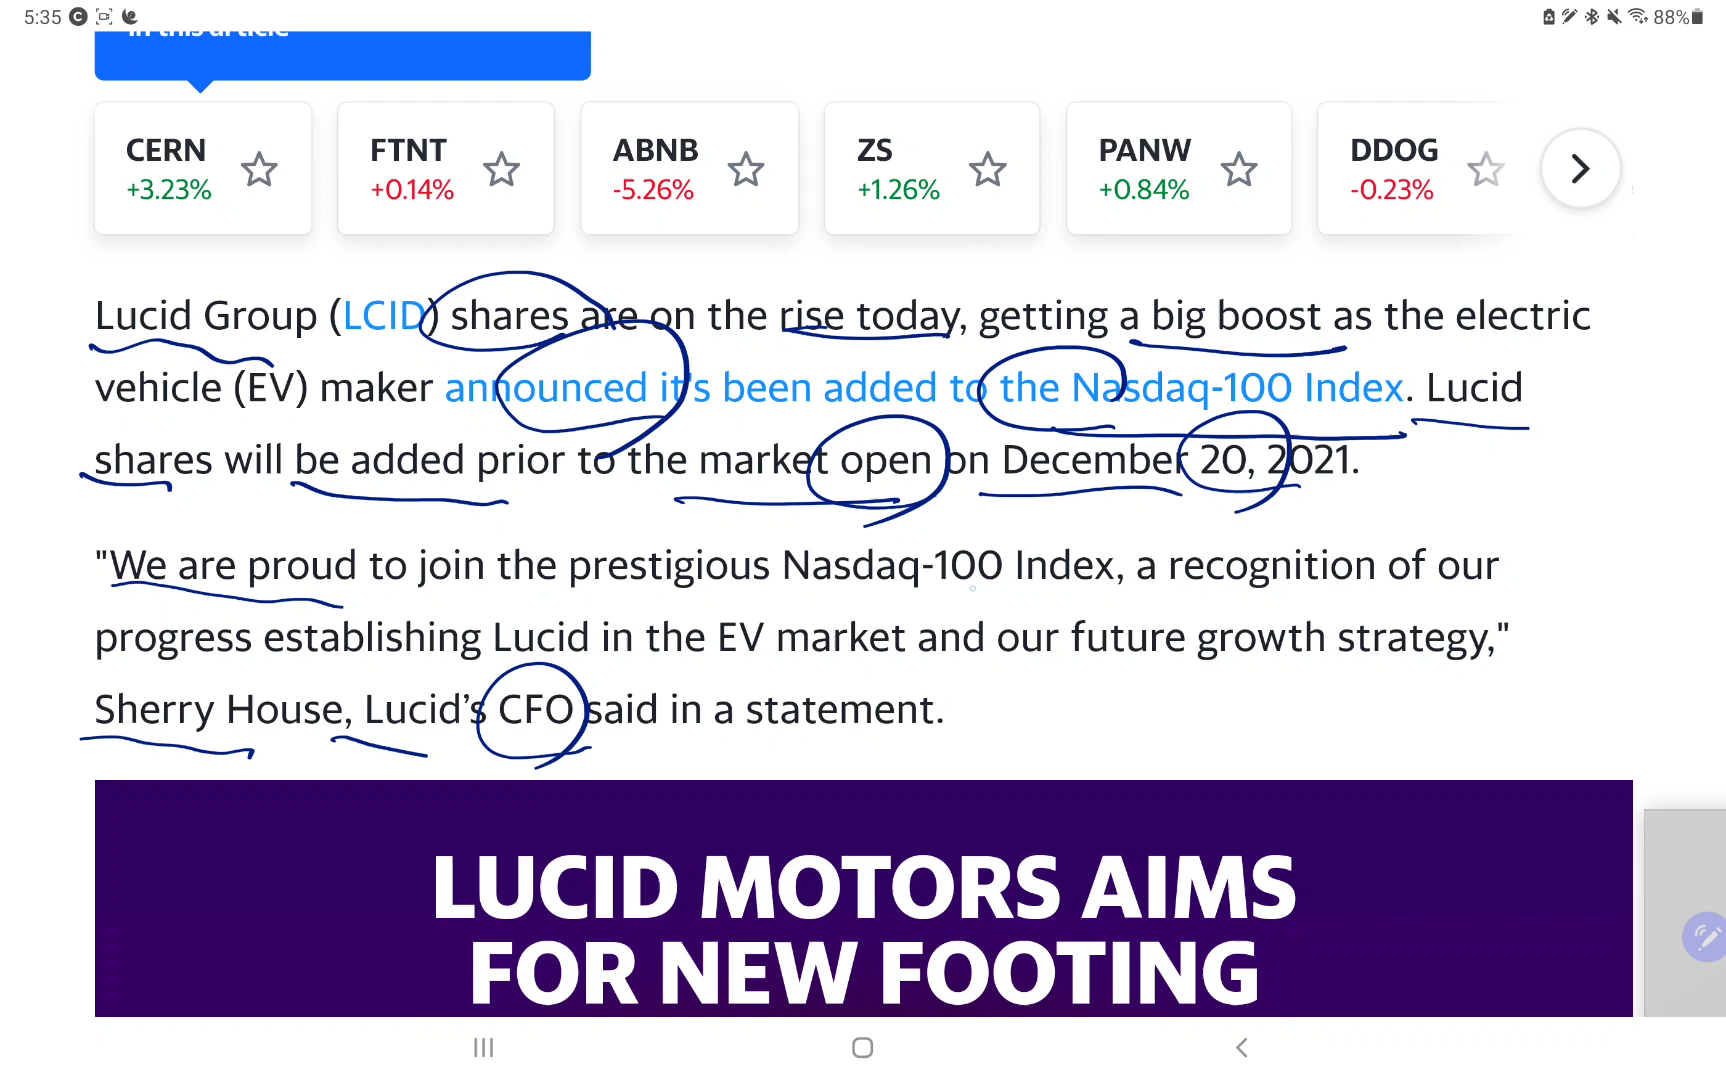 5:35
88%
in this article
CERN FTNT ABNB ZS PANW DDOG
+3.23% +0.14% -5.26% +1.26% +0.84% -0.23%
Lucid Group (LCID) shares are on the rise today, getting a big boost as the electric
vehicle (EV) maker announced it's been added to the Nasdaq-100 Index. Lucid
shares will be added prior to the market open on December 20, 2021.
"We are proud to join the prestigious Nasdaq-100 Index, a recognition of our
progress establishing Lucid in the EV market and our future growth strategy,"
Sherry House, Lucid’s CFO said in a statement.
LUCID MOTORS AIMS
FOR NEW FOOTING